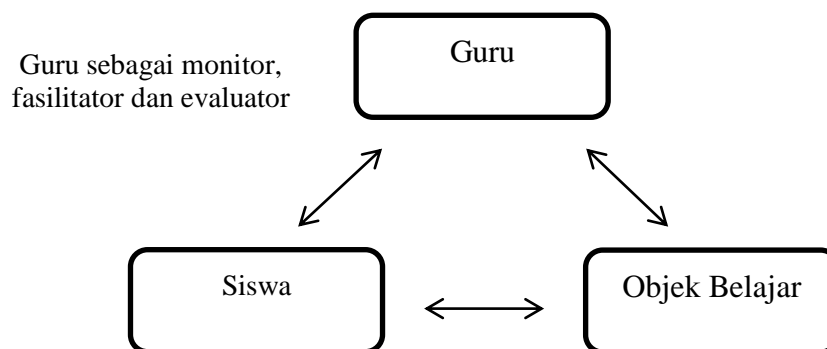 Guru sebagai monitor,
fasilitator dan evaluator
Guru
Siswa
Objek Belajar